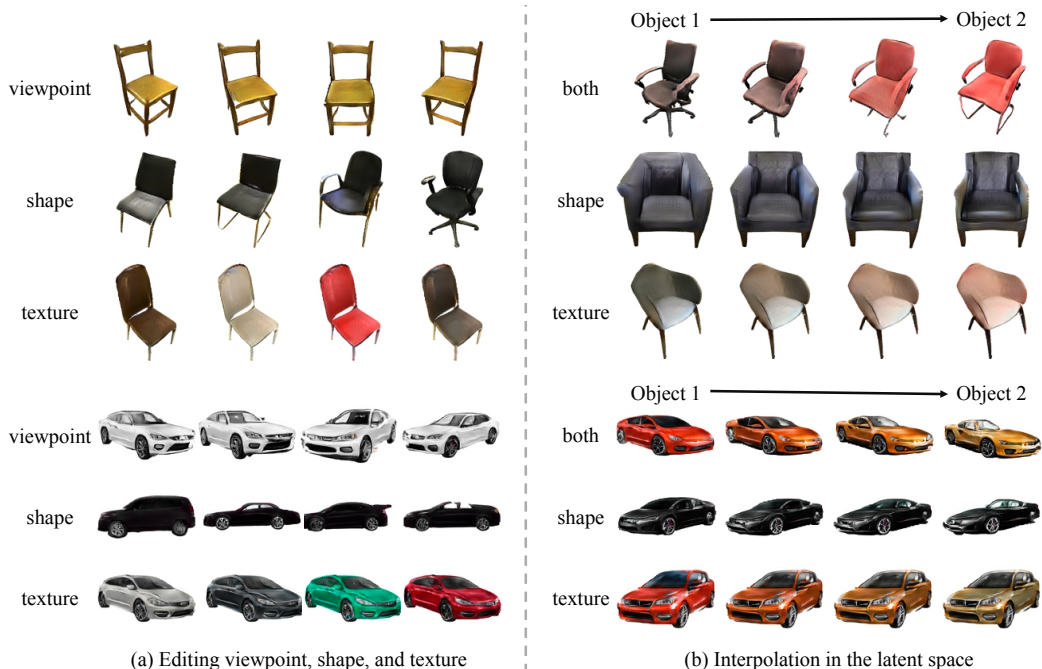 viewpoint
shape
texture
viewpoint
shape
texture
(a) Editing viewpoint, shape, and texture
Object 1 Object 2
both
shape
texture
Object 1 Object 2
both
shape
texture
(b) Interpolation in the latent space